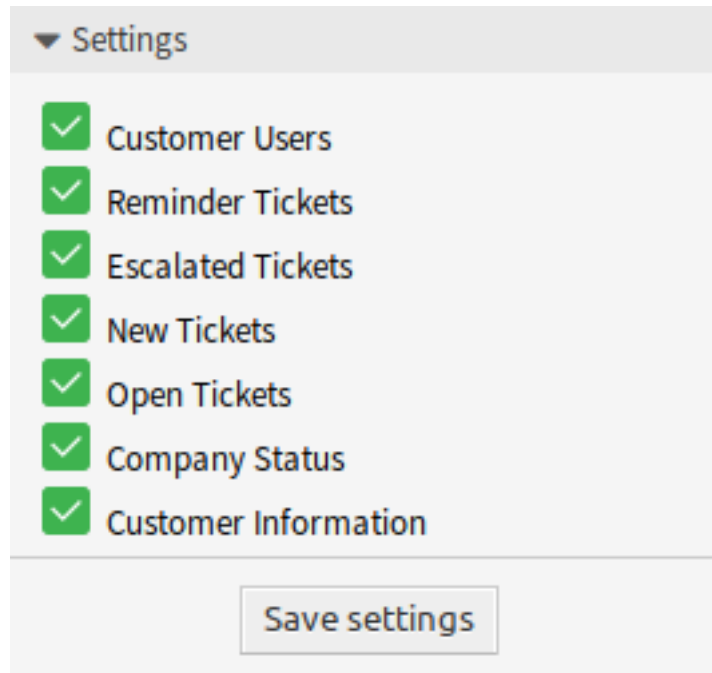 Settings
Customer Users
Reminder Tickets
Escalated Tickets
New Tickets
Open Tickets
Company Status
Customer Information
Save settings